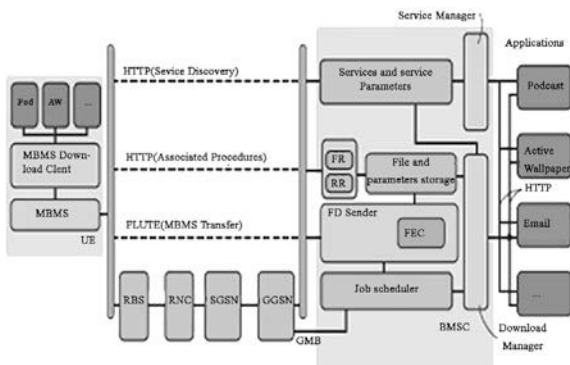 Service Manager
Applications
HTTP(Sevice Discovery)
Services and service
Parameters
Podcast
Pod
AW
...
MBMS Down-
load Clent
MBMS
UE
HTTP(Associated Procedures)
FR
RR
File and
parameters storage
Active
Wallpaper
HTTP
FLUTE(MBMS Transfer)
FD Sender
FEC
Email
RBS
RNC
SGSN
GGSN
GMB
Job scheduler
BMSC
...
Download
Manager